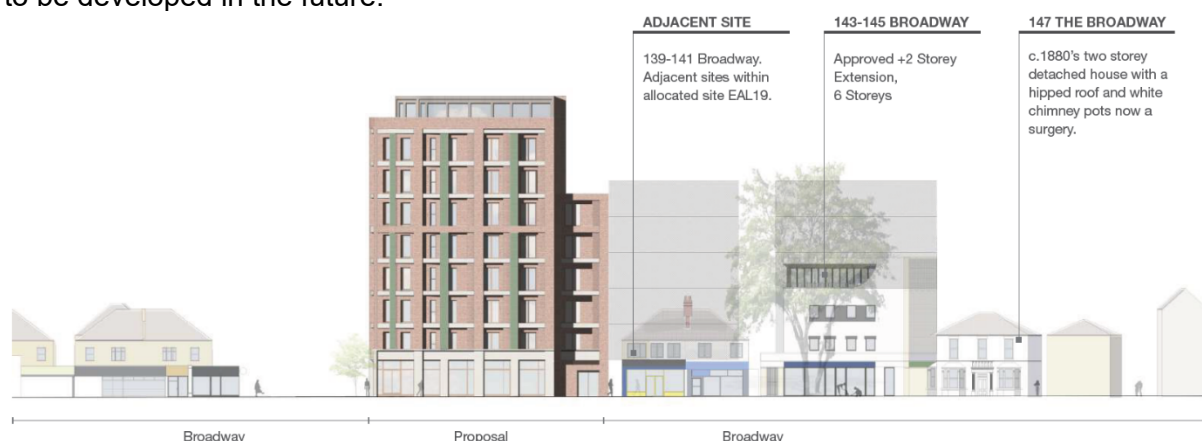 to be developed in the future.
ADJACENT SITE
139-141 Broadway.
Adjacent sites within
allocated site EAL19.
143-145 BROADWAY
Approved +2 Storey
Extension,
6 Storeys
147 THE BROADWAY
c.1880's two storey
detached house with a
hipped roof and white
chimney pots now a
surgery.
Broadway
Proposal
Broadway